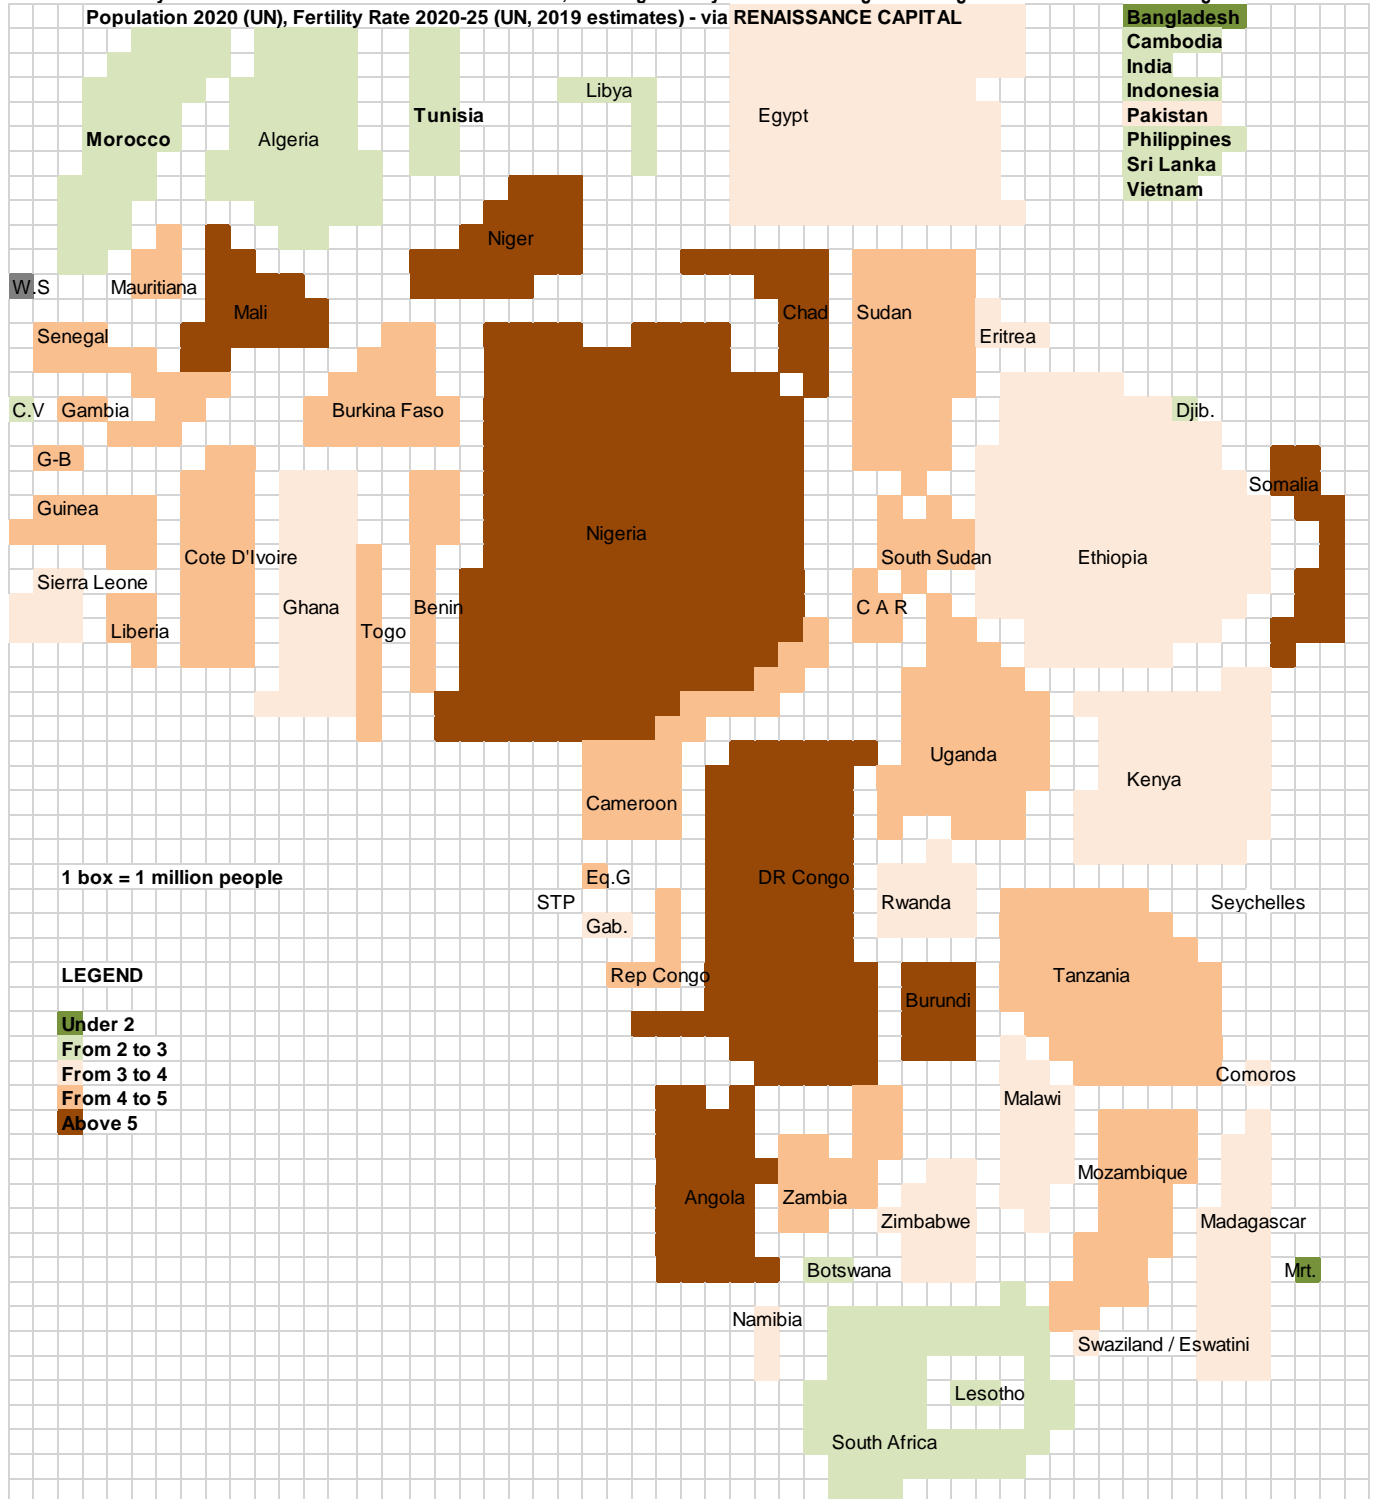 Population 2020 (UN), Fertility Rate 2020-25 (UN, 2019 estimates) - via RENAISSANCE CAPITAL
Bangladesh
Cambodia
India
Indonesia
Pakistan
Philippines
Sri Lanka
Vietnam
Libya
Tunisia
Egypt
Morocco
Algeria
Niger
W.S
Mauritiana
Mali
Chad
Sudan
Senegal
Eritrea
C.V
Gambia
Burkina Faso
Djib.
G-B
Somalia
Guinea
Nigeria
Cote D'Ivoire
South Sudan
Ethiopia
Sierra Leone
Ghana
Benin
C A R
Liberia
Togo
Uganda
Kenya
Cameroon
1 box = 1 million people
Eq.G
DR Congo
STP
Rwanda
Seychelles
Gab.
LEGEND
Rep Congo
Tanzania
Burundi
Under 2
From 2 to 3
From 3 to 4
From 4 to 5
Above 5
Comoros
Malawi
Mozambique
Angola
Zambia
Zimbabwe
Madagascar
Botswana
Mrt.
Namibia
Swaziland / Eswatini
Lesotho
South Africa